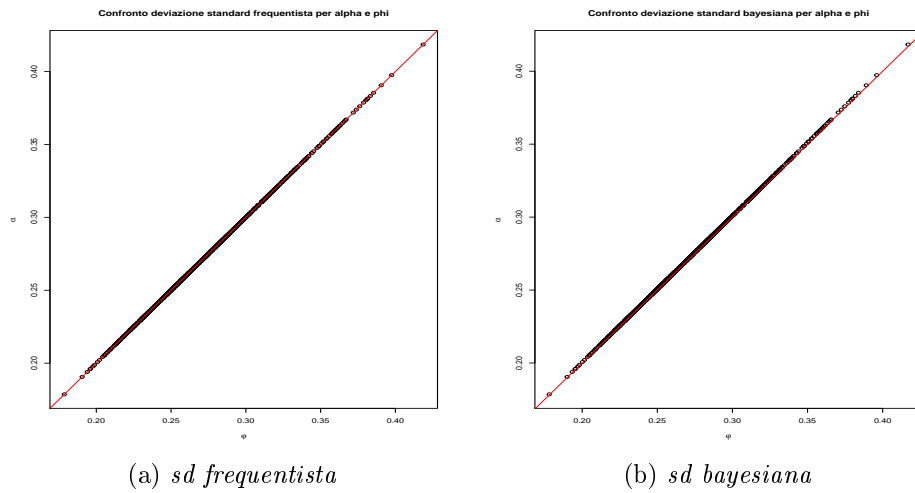 Confronto deviazione standard frequentista per alpha e phi
α
0.20 0.25 0.30 0.35 0.40
0.20 0.25 0.30 0.35 0.40
φ
(a) sd frequentista
Confronto deviazione standard bayesiana per alpha e phi
α
0.20 0.25 0.30 0.35 0.40
0.20 0.25 0.30 0.35 0.40
φ
(b) sd bayesiana